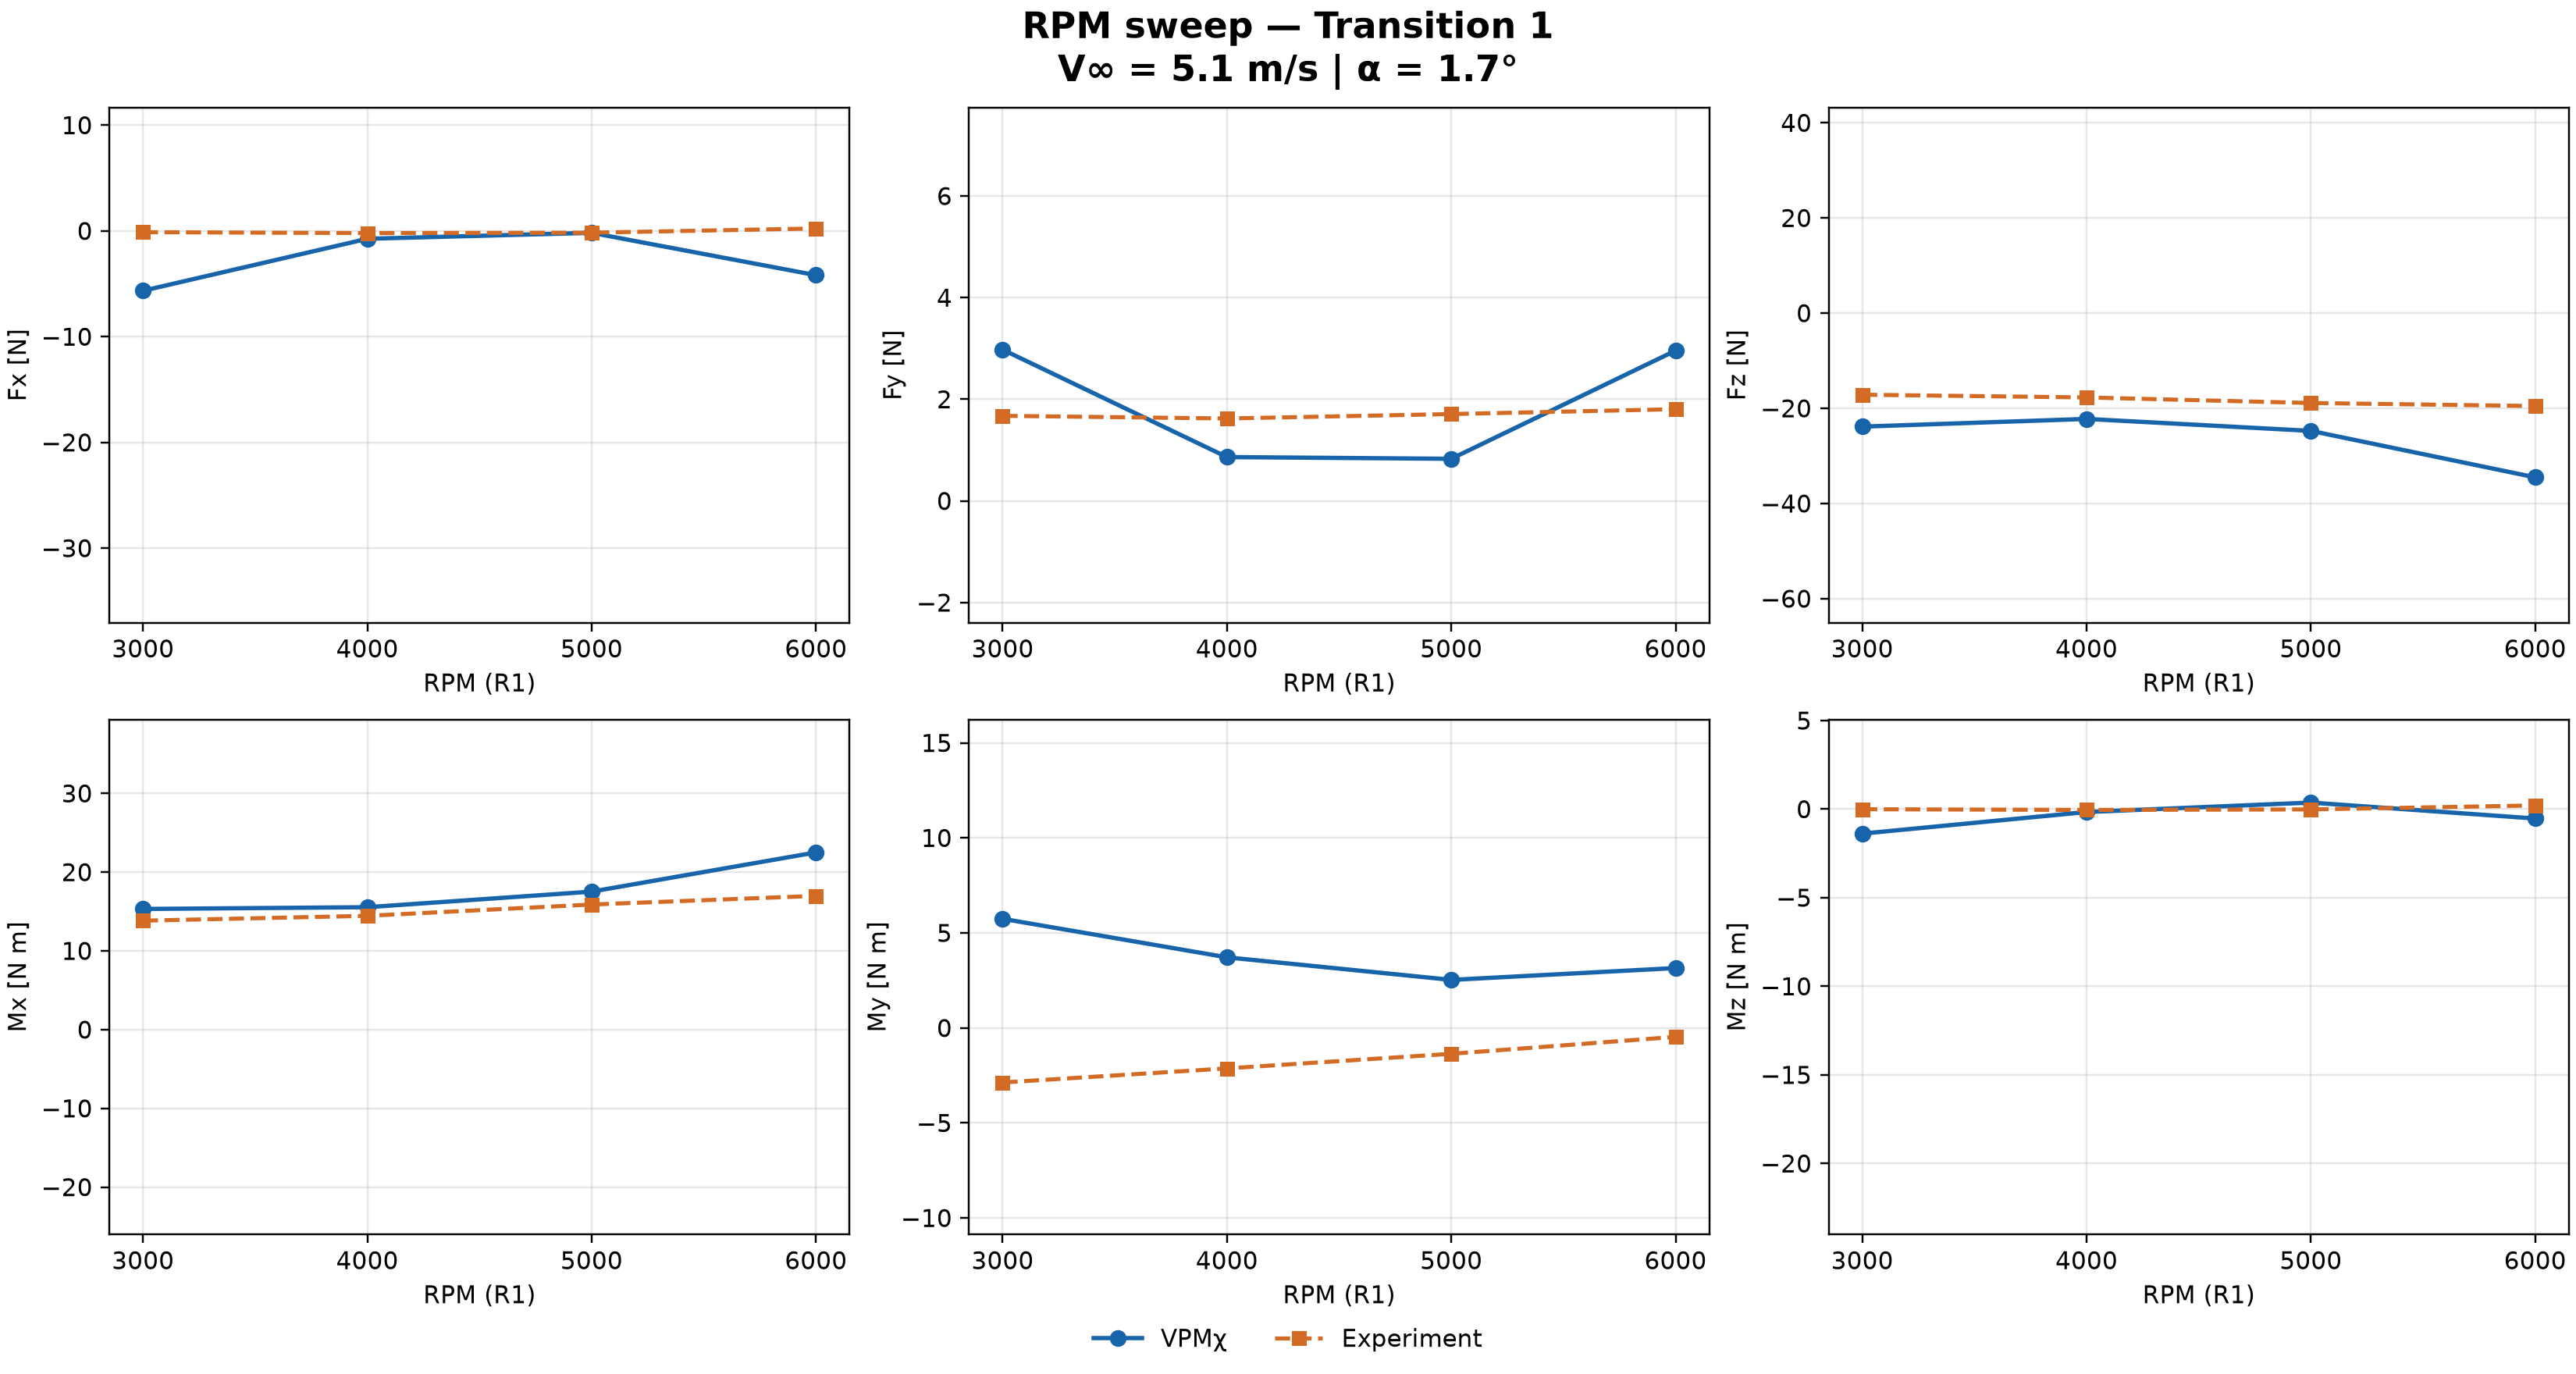 RPM sweep — Transition 1
V∞ = 5.1 m/s | α = 1.7°
10
0
−10
−20
−30
Fx [N]
3000 4000 5000 6000
RPM (R1)
6
4
2
0
−2
Fy [N]
3000 4000 5000 6000
RPM (R1)
40
20
0
−20
−40
−60
Fz [N]
3000 4000 5000 6000
RPM (R1)
30
20
10
0
−10
−20
Mx [N m]
3000 4000 5000 6000
RPM (R1)
15
10
5
0
−5
−10
My [N m]
3000 4000 5000 6000
RPM (R1)
5
0
−5
−10
−15
−20
Mz [N m]
3000 4000 5000 6000
RPM (R1)
VPMχ Experiment